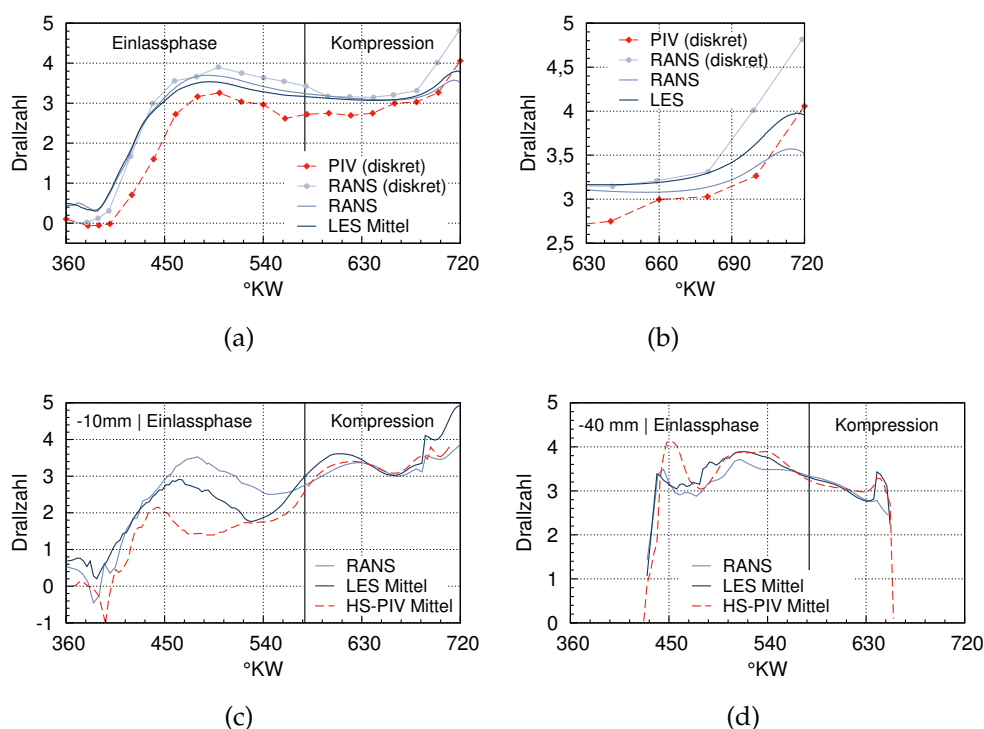 5
4
3
2
1
0
Drallzahl
Einlassphase
Kompression
PIV (diskret)
RANS (diskret)
RANS
LES Mittel
360
450
540
630
720
°KW
(a)
5
4,5
4
3,5
3
2,5
Drallzahl
PIV (diskret)
RANS (diskret)
RANS
LES
630
660
690
720
°KW
(b)
5
4
3
2
1
0
-1
Drallzahl
-10mm | Einlassphase
Kompression
RANS
LES Mittel
HS-PIV Mittel
360
450
540
630
720
°KW
(c)
5
4
3
2
1
0
Drallzahl
-40 mm | Einlassphase
Kompression
RANS
LES Mittel
HS-PIV Mittel
360
450
540
630
720
°KW
(d)